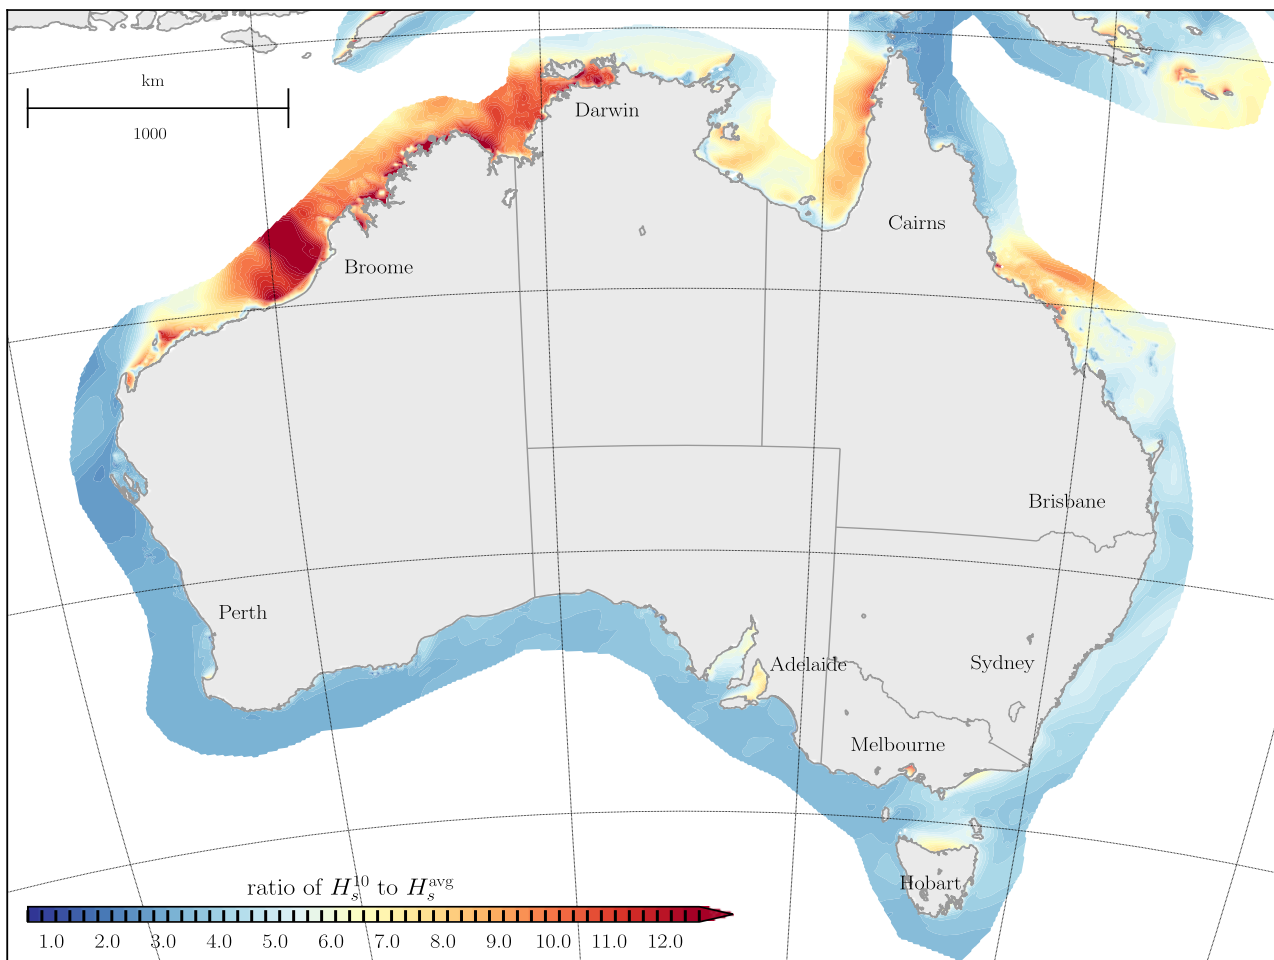 km
1000
Darwin
Cairns
Broome
Brisbane
Perth
Adelaide
Sydney
Melbourne
Hobart
ratio of H_s^10 to H_s^avg
1.0 2.0 3.0 4.0 5.0 6.0 7.0 8.0 9.0 10.0 11.0 12.0